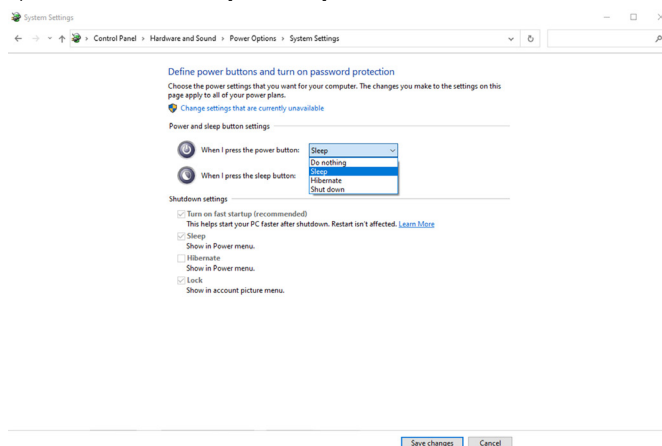 System Settings
Control Panel › Hardware and Sound › Power Options › System Settings
Define power buttons and turn on password protection
Choose the power settings that you want for your computer. The changes you make to the settings on this
page apply to all of your power plans.
Change settings that are currently unavailable
Power and sleep button settings
When I press the power button: Sleep
Do nothing
Sleep
Hibernate
Shut down
When I press the sleep button:
Shutdown settings
Turn on fast startup (recommended)
This helps start your PC faster after shutdown. Restart isn't affected. Learn More
Sleep
Show in Power menu.
Hibernate
Show in Power menu.
Lock
Show in account picture menu.
Save changes Cancel